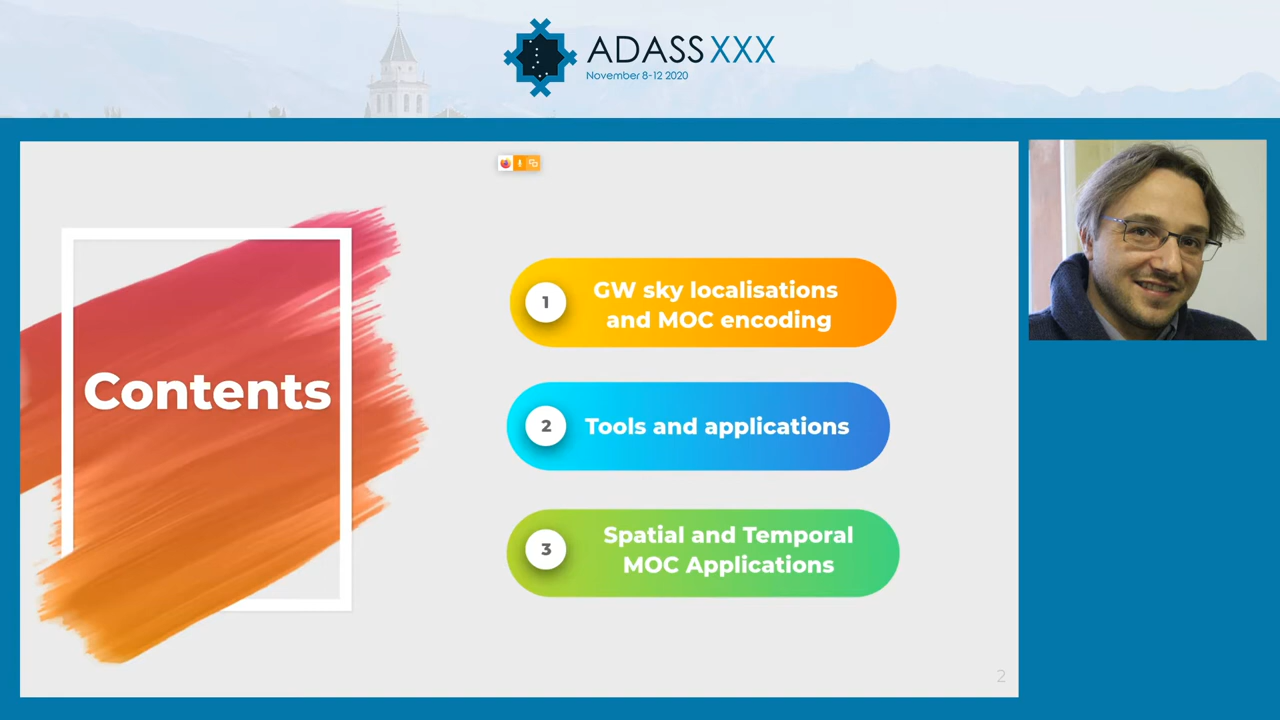 ADASS XXX
November 8-12 2020
Contents
1
GW sky localisations
and MOC encoding
2
Tools and applications
3
Spatial and Temporal
MOC Applications
2